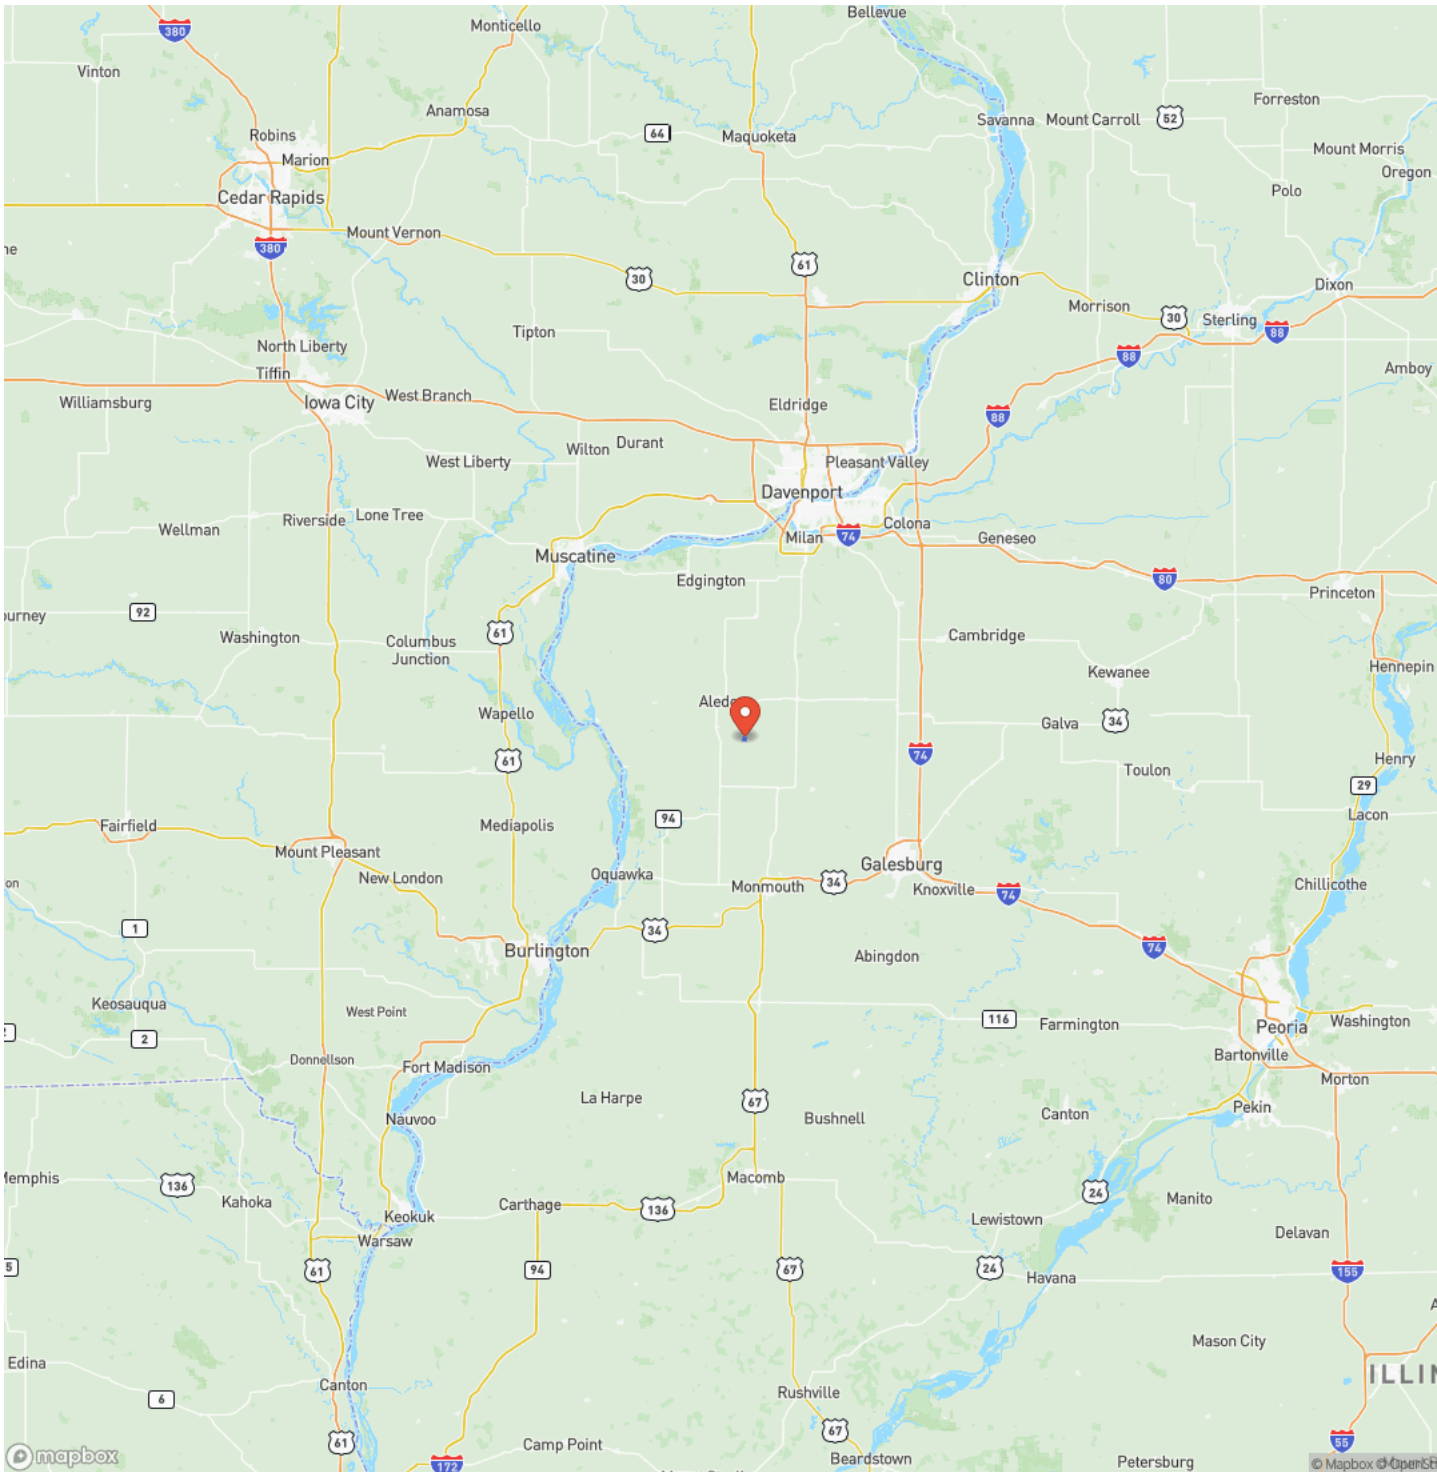 Bellevue
380
Monticello
Vinton
Forreston
Anamosa
Savanna
Mount Carroll
52
Robins
64
Maquoketa
Marion
Mount Morris
Oregon
Cedar Rapids
Polo
Mount Vernon
380
ne
61
30
Clinton
Dixon
Morrison
30
Sterling
Tipton
88
North Liberty
88
Tiffin
Amboy
Williamsburg
Iowa City
West Branch
Eldridge
88
Wilton
Durant
West Liberty
Pleasant Valley
Davenport
Riverside
Lone Tree
Wellman
Colona
Milan
74
Geneseo
Muscatine
Edgington
80
Princeton
92
ourney
Washington
61
Columbus
Junction
Cambridge
Hennepin
Kewanee
Aledo
Wapello
Galva
34
74
61
Henry
Toulon
29
Lacon
94
Fairfield
Mediapolis
Mount Pleasant
Galesburg
Oquawka
New London
Monmouth
34
Knoxville
74
Chillicothe
on
1
34
74
Burlington
Abingdon
Keosauqua
West Point
116
Farmington
Peoria
Washington
2
2
Donnellson
Fort Madison
Bartonville
Morton
La Harpe
67
Pekin
Nauvoo
Bushnell
Canton
Memphis
136
Macomb
24
Manito
Kahoka
Carthage
136
Keokuk
Lewistown
Warsaw
Delavan
5
61
94
67
24
Havana
155
A
Mason City
Edina
ILLIN
Canton
Rushville
6
67
61
55
Camp Point
172
Beardstown
Petersburg
mapbox
© Mapbox © OpenSt